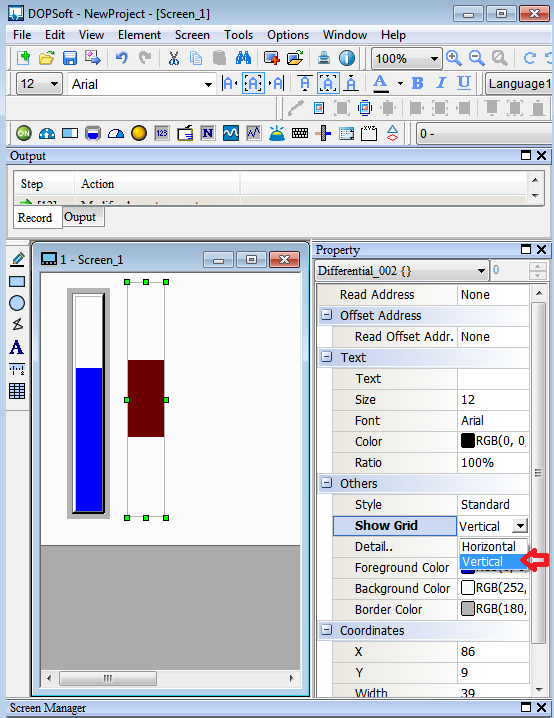 DOPSoft - NewProject - [Screen_1]
File Edit View Element Screen Tools Options Window Help
100%
12 Arial A A A A A A A B I U Language1
ON 123 N XYZ 0 -
Output
Step Action
Record Ouput
1 - Screen_1
Property
Differential_002 {} 0
Read Address None
Offset Address
Read Offset Addr. None
Text
Text
Size 12
Font Arial
Color RGB(0, 0,
Ratio 100%
Others
Style Standard
Show Grid Vertical
Detail.. Horizontal
Vertical
Foreground Color
Background Color RGB(252,
Border Color RGB(180,
Coordinates
X 86
Y 9
Width 39
A
Screen Manager